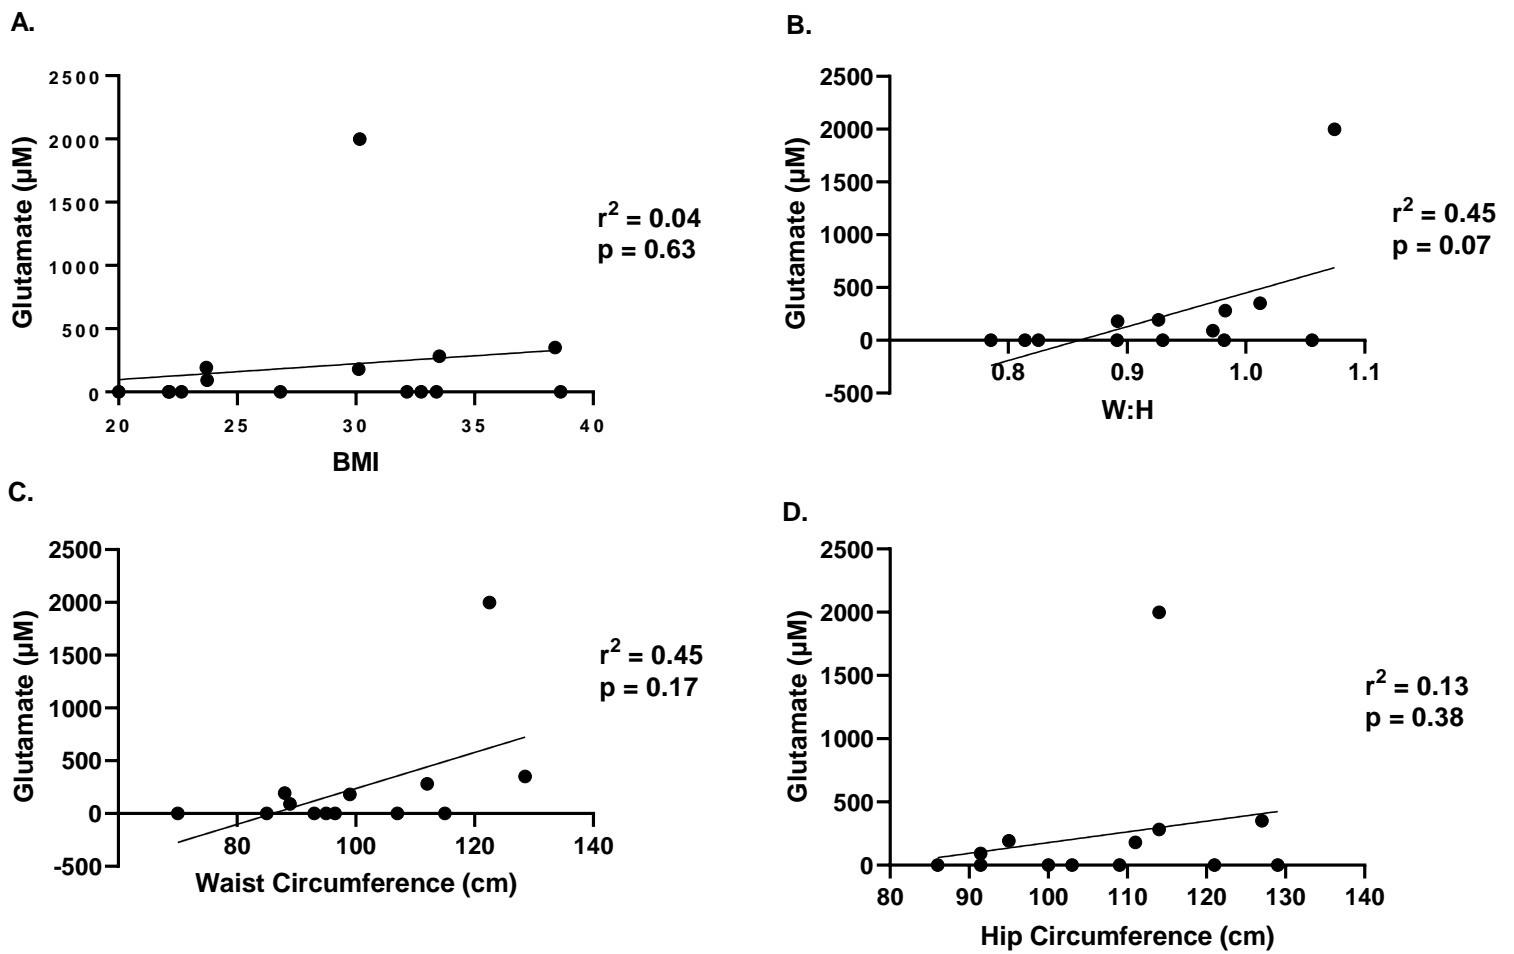 A.
2500
2000
1500
1000
500
0
Glutamate (µM)
20 25 30 35 40
BMI
r2 = 0.04
p = 0.63
B.
2500
2000
1500
1000
500
0
-500
Glutamate (µM)
0.8 0.9 1.0 1.1
W:H
r2 = 0.45
p = 0.07
C.
2500
2000
1500
1000
500
0
-500
Glutamate (µM)
80 100 120 140
Waist Circumference (cm)
r2 = 0.45
p = 0.17
D.
2500
2000
1500
1000
500
0
Glutamate (µM)
80 90 100 110 120 130 140
Hip Circumference (cm)
r2 = 0.13
p = 0.38